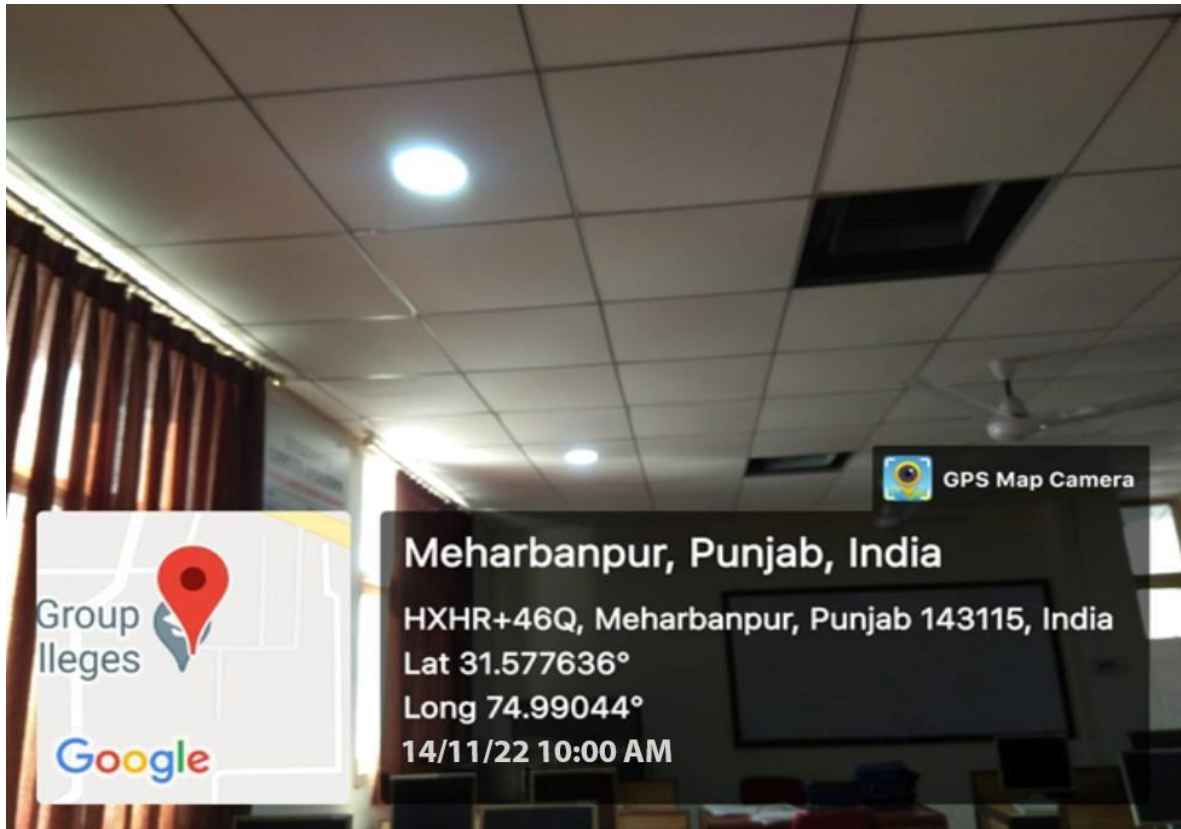 GPS Map Camera
Meharbanpur, Punjab, India
HXHR+46Q, Meharbanpur, Punjab 143115, India
Lat 31.577636°
Long 74.99044°
14/11/22 10:00 AM
Group
lleges
Google